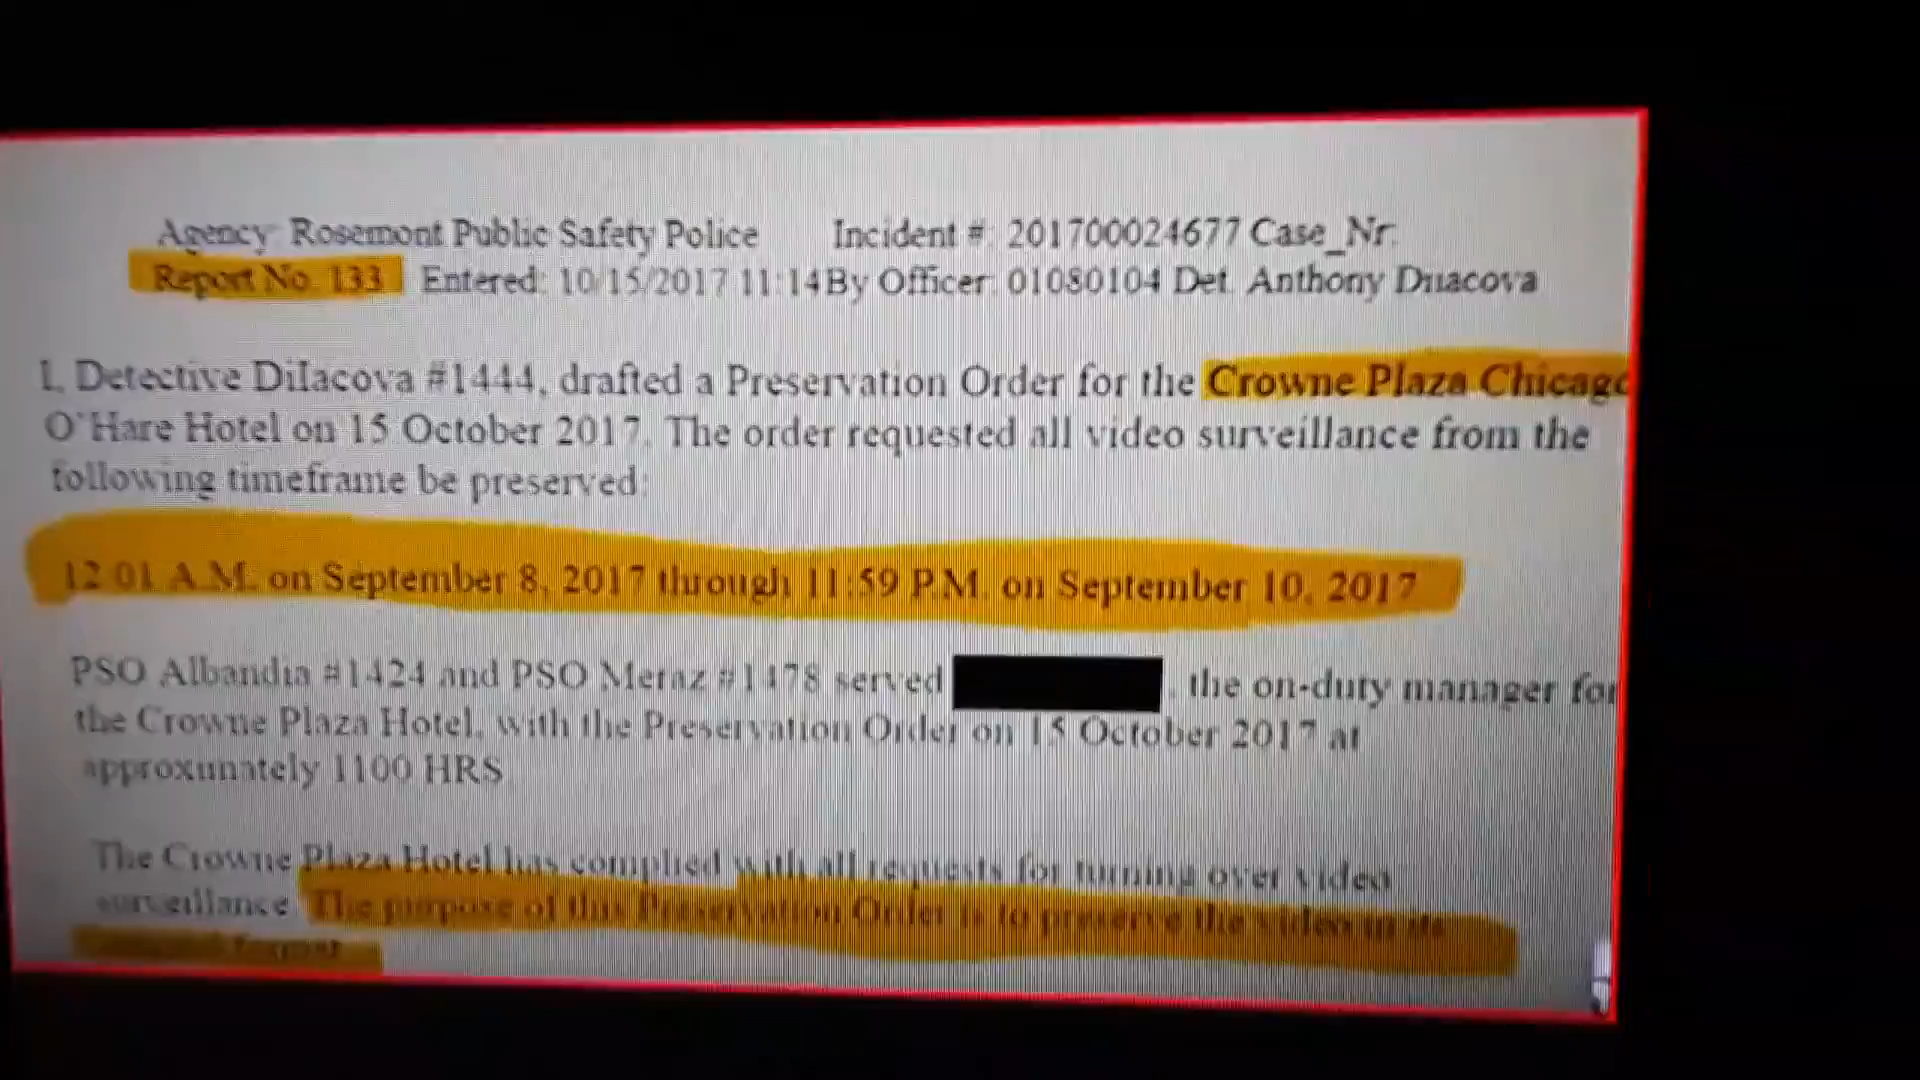 Agency Rosemont Public Safety Police Incident # 201700024677 Case_Nr.
Report No. 133 Entered: 10/15/2017 11:14 By Officer: 01080104 Det. Anthony Diiacova
I, Detective DiIacova #1444, drafted a Preservation Order for the Crowne Plaza Chicago
O'Hare Hotel on 15 October 2017. The order requested all video surveillance from the
following timeframe be preserved:
12:01 A.M. on September 8, 2017 through 11:59 P.M. on September 10, 2017
PSO Albandia #1424 and PSO Meraz #1478 served , the on-duty manager for
the Crowne Plaza Hotel, with the Preservation Order on 15 October 2017 at
approximately 1100 HRS
The Crowne Plaza Hotel has complied with all requests for turning over video
surveillance. The purpose of this Preservation Order is to preserve the video in its
format